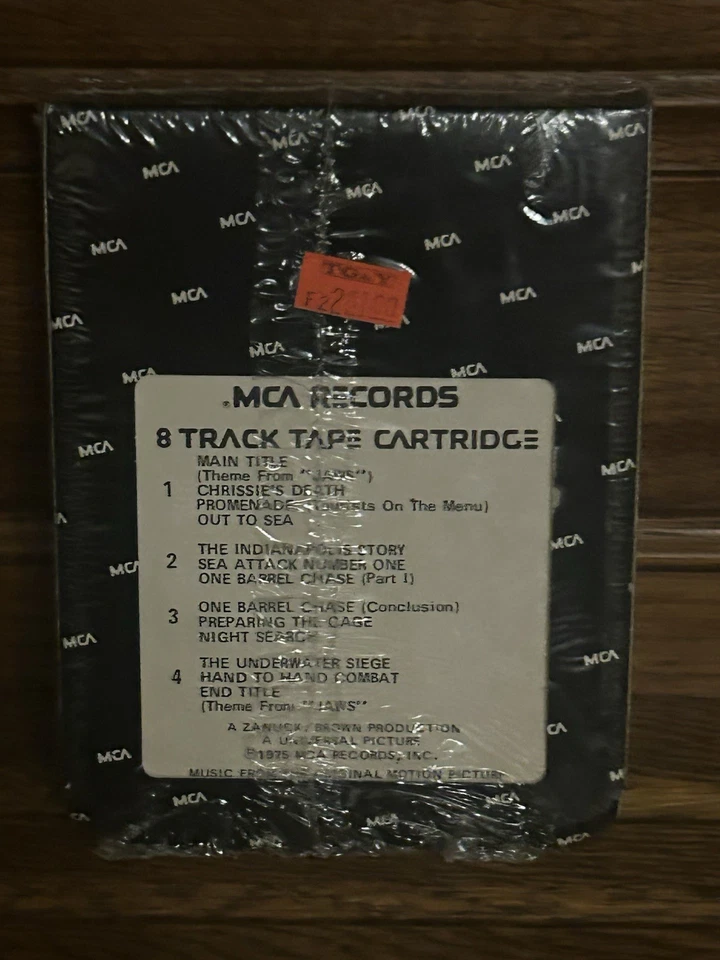 TG&Y
MCA RECORDS
8 TRACK TAPE CARTRIDGE
1
MAIN TITLE
(Theme From "JAWS")
CHRISSIE'S DEATH
PROMENADE (Tourists On The Menu)
OUT TO SEA
2
THE INDIANAPOLIS STORY
SEA ATTACK NUMBER ONE
ONE BARREL CHASE (Part I)
3
ONE BARREL CHASE (Conclusion)
PREPARING THE CAGE
NIGHT SEARCH
4
THE UNDERWATER SIEGE
HAND TO HAND COMBAT
END TITLE
(Theme From "JAWS"
A ZANUCK/BROWN PRODUCTION
A UNIVERSAL PICTURE
©1975 MCA RECORDS, INC.
MUSIC FROM THE ORIGINAL MOTION PICTURE
MCA